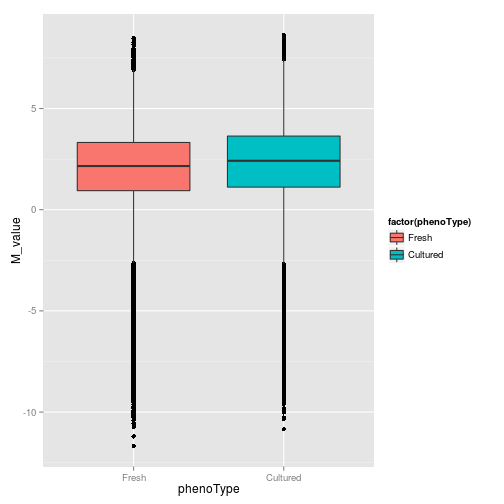 M_value
5
0
-5
-10
Fresh
Cultured
phenoType
factor(phenoType)
Fresh
Cultured